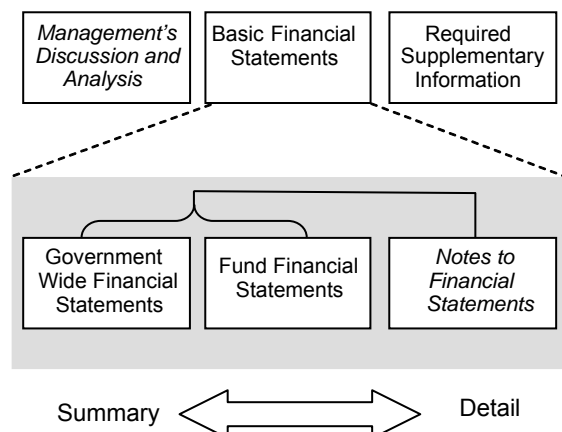 Management's
Discussion and
Analysis
Basic Financial
Statements
Required
Supplementary
Information
Government
Wide Financial
Statements
Fund Financial
Statements
Notes to
Financial
Statements
Summary
Detail